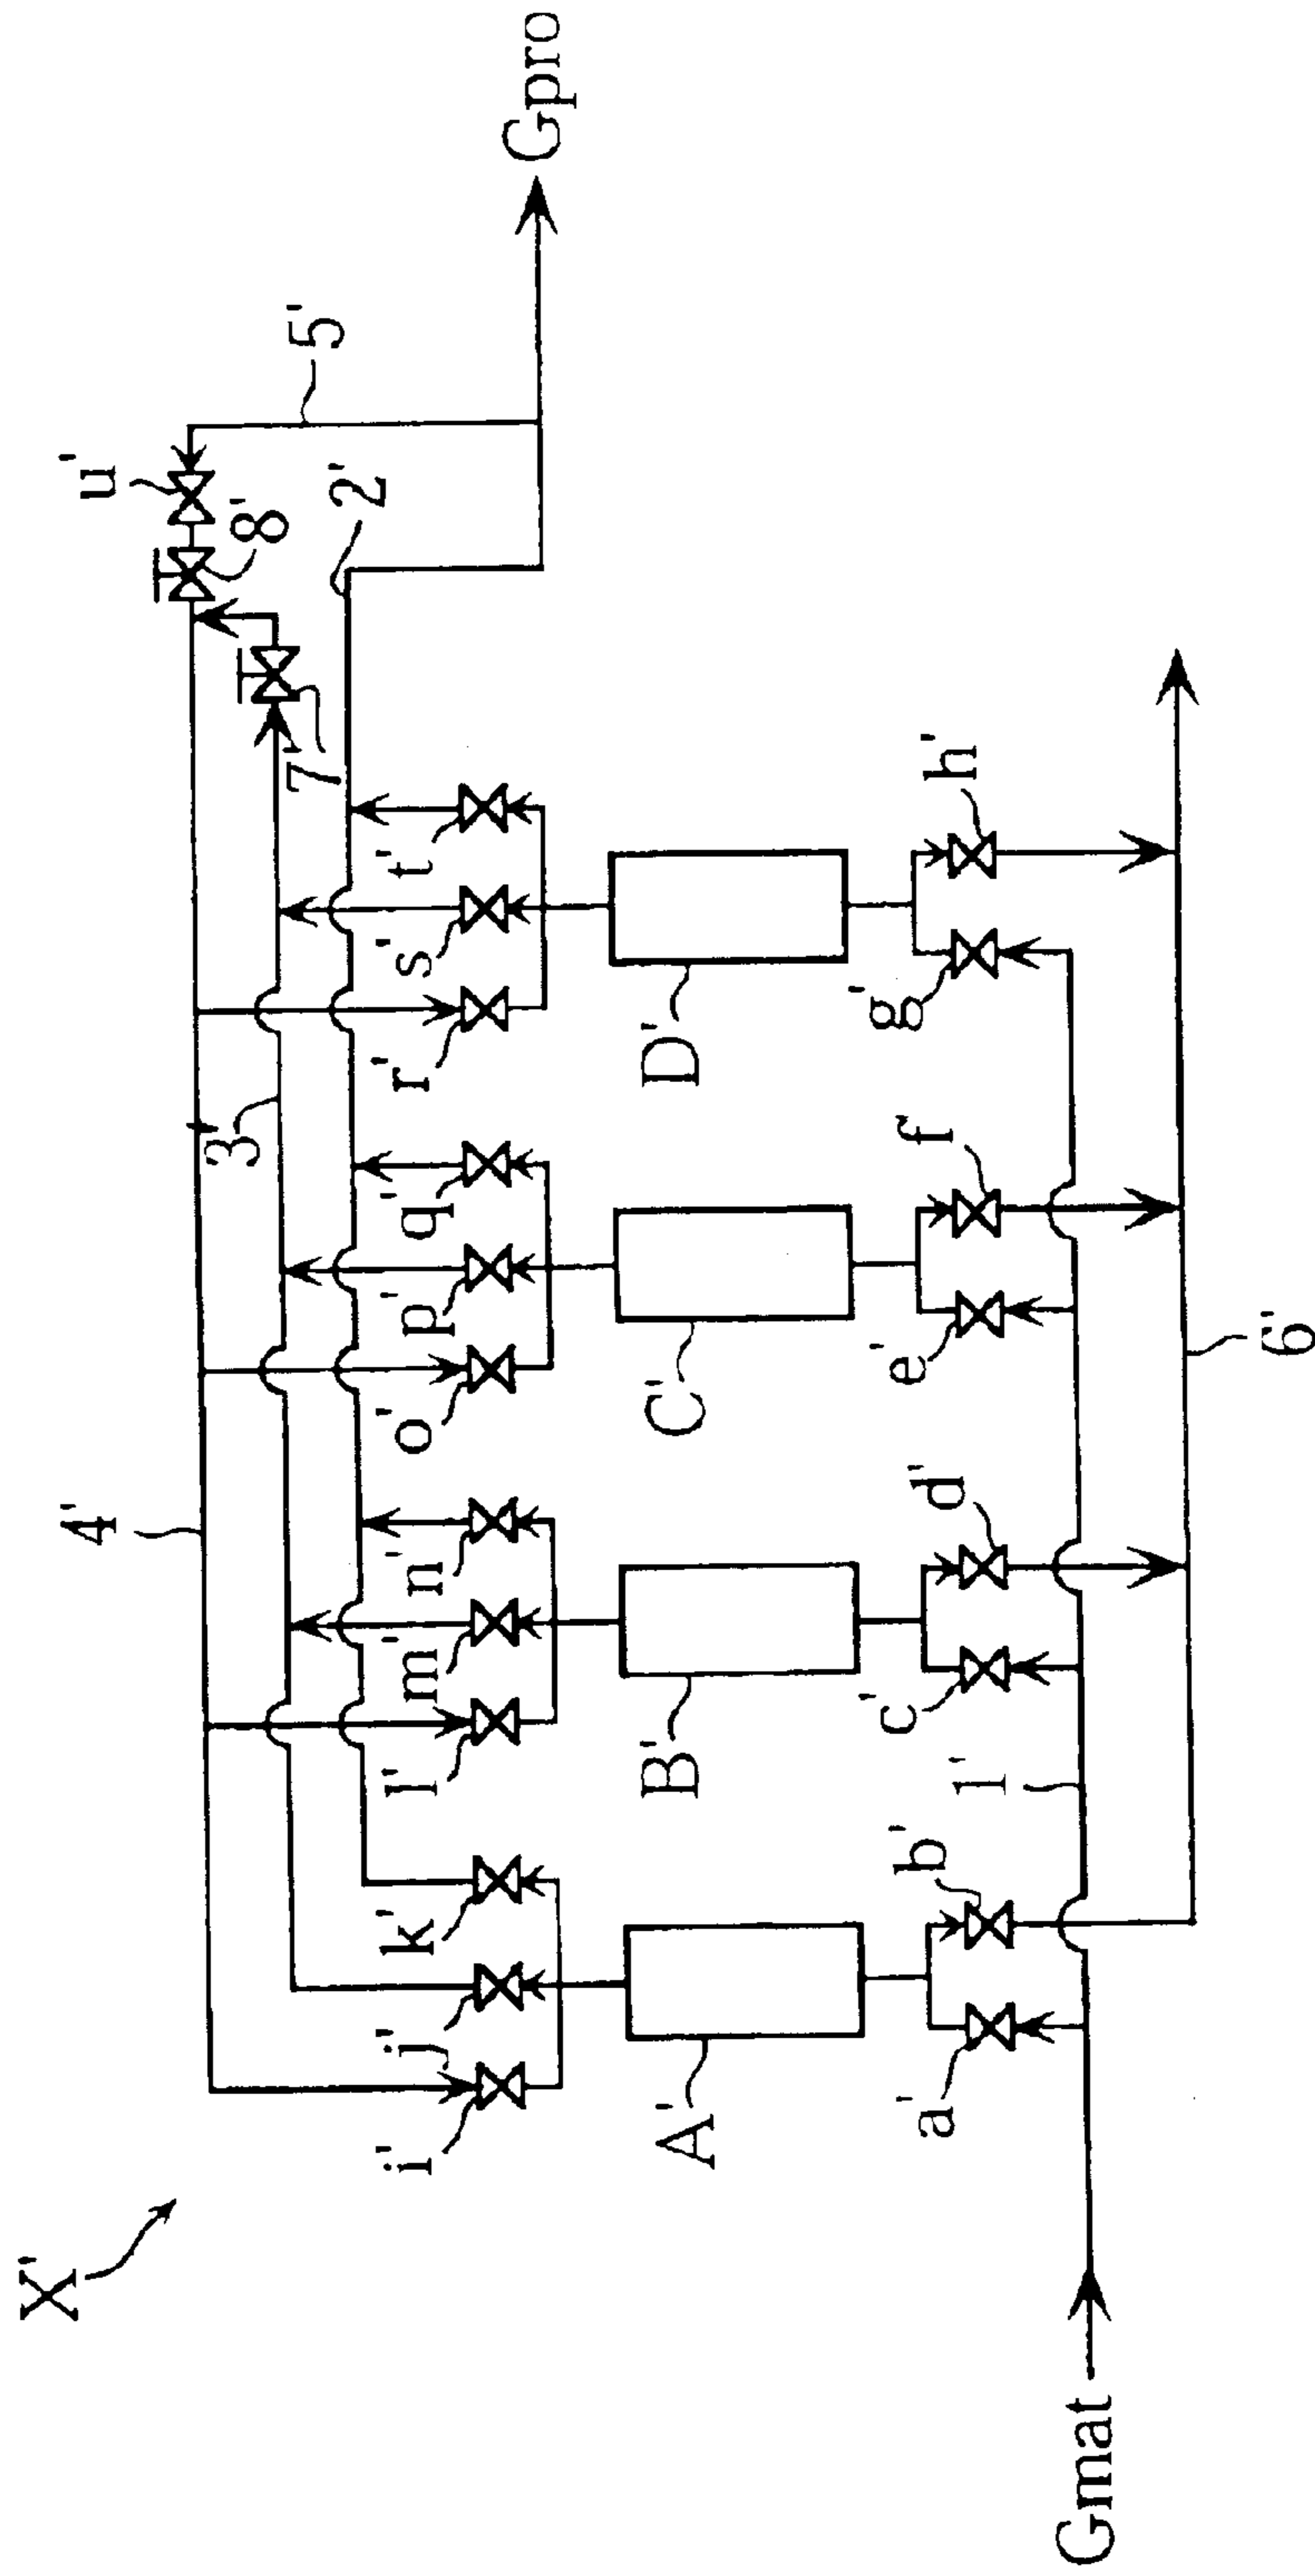 X'
4'
3'
7'
8'
u'
2'
5'
Gpro
i'
j'
k'
l'
m'
n'
o'
p'
q'
r'
s'
t'
A'
B'
C'
D'
a'
b'
c'
d'
e'
f'
g'
h'
1'
6'
Gmat